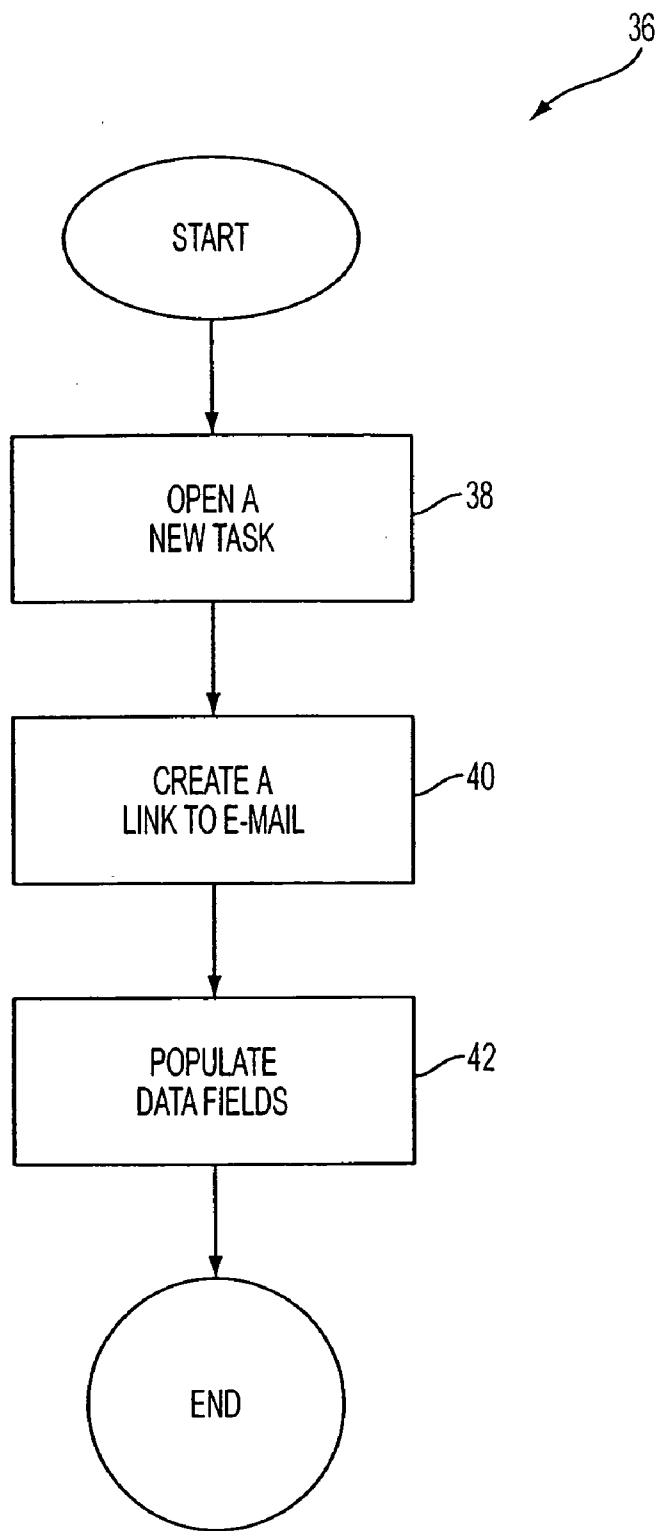 36
START
OPEN A
NEW TASK
38
CREATE A
LINK TO E-MAIL
40
POPULATE
DATA FIELDS
42
END